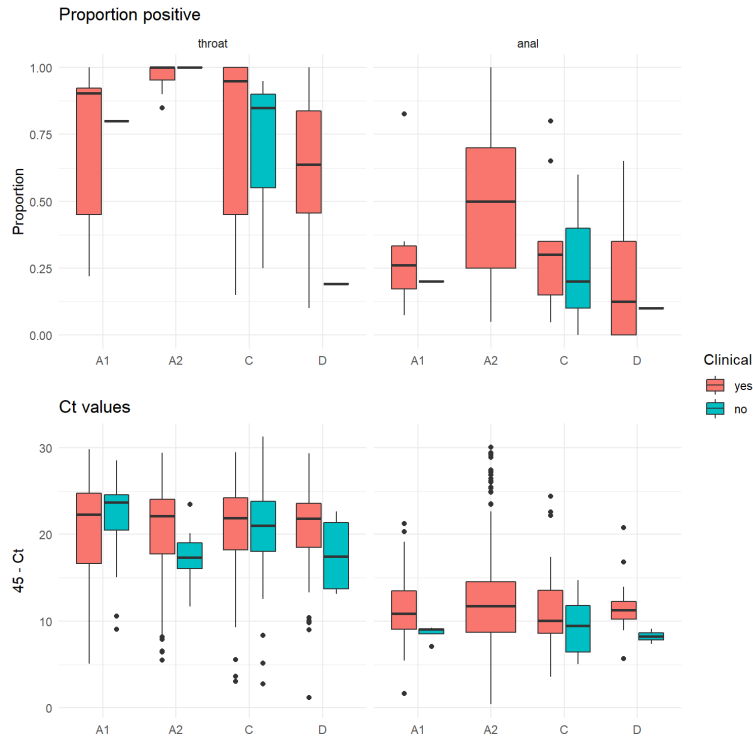 Proportion positive
throat anal
1.00
0.75
0.50
0.25
0.00
Proportion
A1 A2 C D A1 A2 C D
Clinical
yes
no
Ct values
30
20
10
0
45 - Ct
A1 A2 C D A1 A2 C D